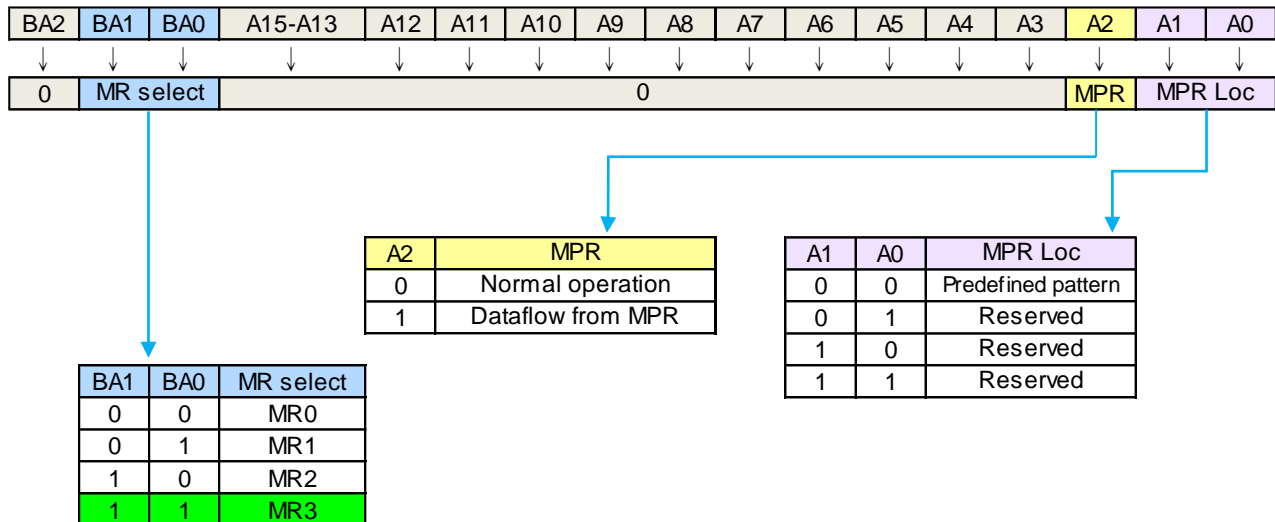 BA2 BA1 BA0 A15-A13 A12 A11 A10 A9 A8 A7 A6 A5 A4 A3 A2 A1 A0
0 MR select 0 MPR MPR Loc
A2 MPR
0 Normal operation
1 Dataflow from MPR
A1 A0 MPR Loc
0 0 Predefined pattern
0 1 Reserved
1 0 Reserved
1 1 Reserved
BA1 BA0 MR select
0 0 MR0
0 1 MR1
1 0 MR2
1 1 MR3